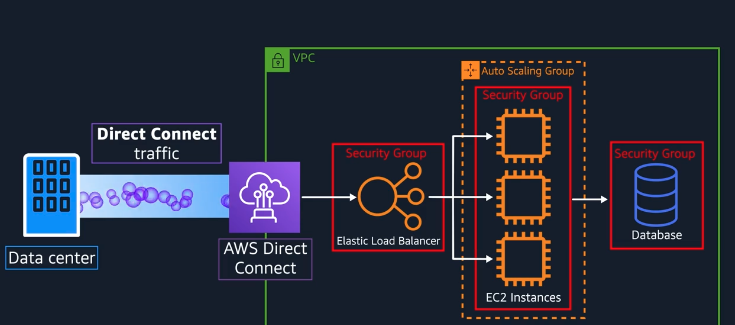 VPC
Auto Scaling Group
Security Group
Direct Connect
traffic
Security Group
Security Group
Elastic Load Balancer
Database
AWS Direct
Connect
Data center
EC2 Instances